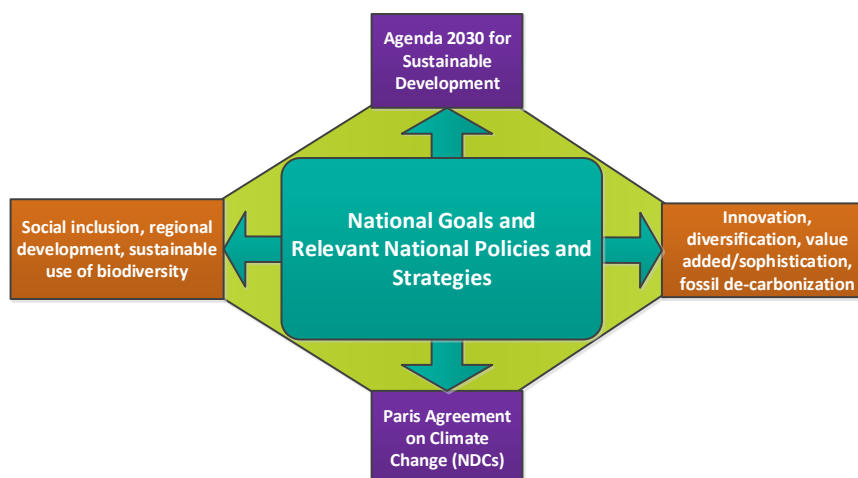 Agenda 2030 for
Sustainable
Development
Social inclusion, regional
development, sustainable
use of biodiversity
National Goals and
Relevant National Policies and
Strategies
Innovation,
diversification, value
added/sophistication,
fossil de-carbonization
Paris Agreement
on Climate
Change (NDCs)